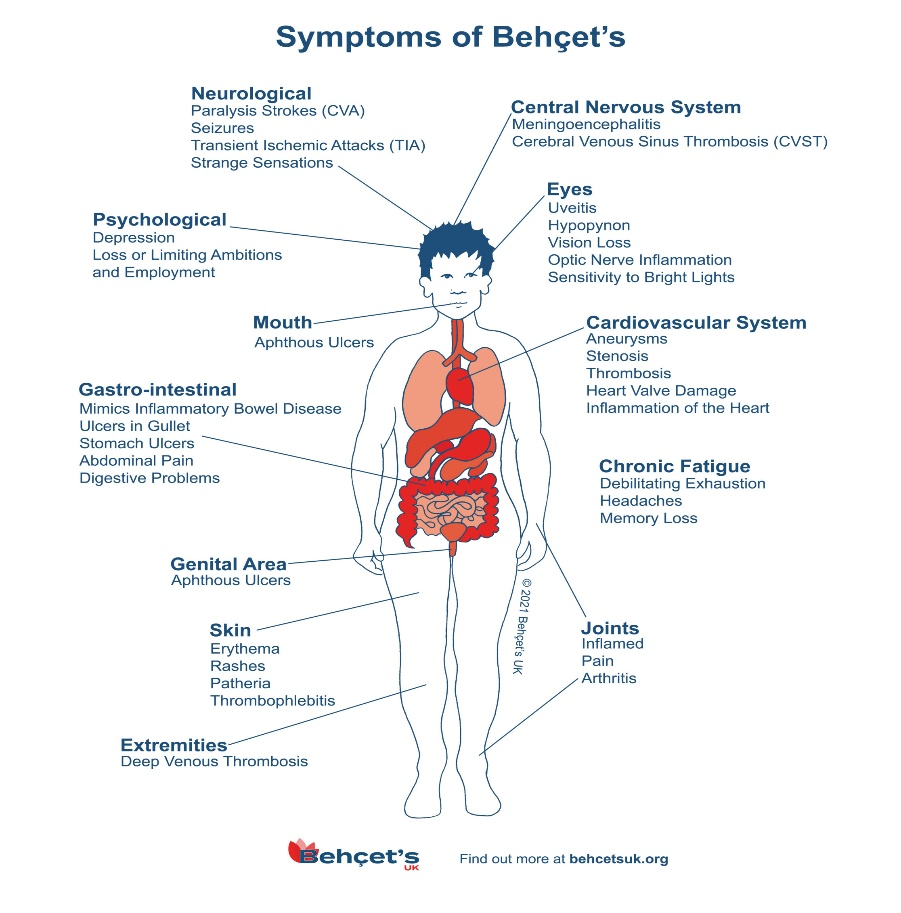 Symptoms of Behçet’s
Neurological
Paralysis Strokes (CVA)
Seizures
Transient Ischemic Attacks (TIA)
Strange Sensations
Central Nervous System
Meningoencephalitis
Cerebral Venous Sinus Thrombosis (CVST)
Eyes
Uveitis
Hypopynon
Vision Loss
Optic Nerve Inflammation
Sensitivity to Bright Lights
Psychological
Depression
Loss or Limiting Ambitions
and Employment
Mouth
Aphthous Ulcers
Cardiovascular System
Aneurysms
Stenosis
Thrombosis
Heart Valve Damage
Inflammation of the Heart
Gastro-intestinal
Mimics Inflammatory Bowel Disease
Ulcers in Gullet
Stomach Ulcers
Abdominal Pain
Digestive Problems
Chronic Fatigue
Debilitating Exhaustion
Headaches
Memory Loss
Genital Area
Aphthous Ulcers
Skin
Erythema
Rashes
Patheria
Thrombophlebitis
Joints
Inflamed
Pain
Arthritis
Extremities
Deep Venous Thrombosis
© 2021 Behçet's UK
Behçet’s
UK
Find out more at behcetsuk.org